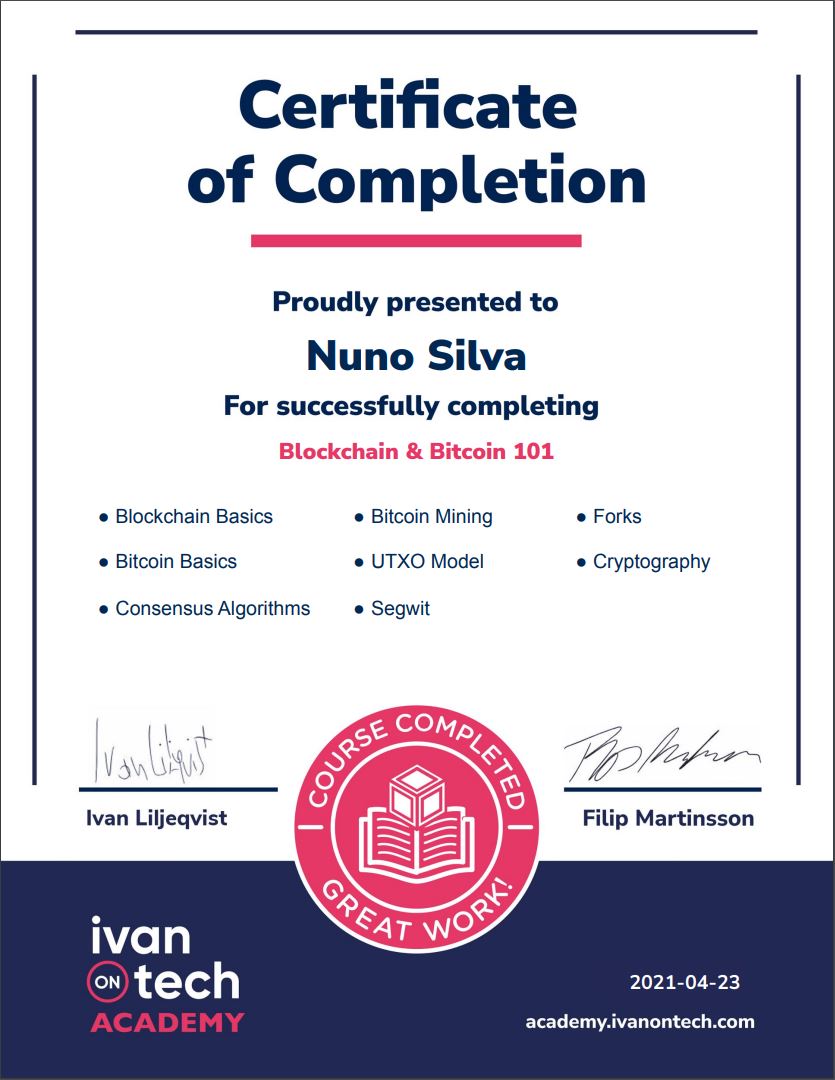 Certificate
of Completion
Proudly presented to
Nuno Silva
For successfully completing
Blockchain & Bitcoin 101
● Blockchain Basics
● Bitcoin Basics
● Consensus Algorithms
● Bitcoin Mining
● UTXO Model
● Segwit
● Forks
● Cryptography
Ivan Liljeqvist
Ivan Liljeqvist
Filip Martinsson
COURSE COMPLETED
GREAT WORK!
ivan
ON tech
ACADEMY
2021-04-23
academy.ivanontech.com